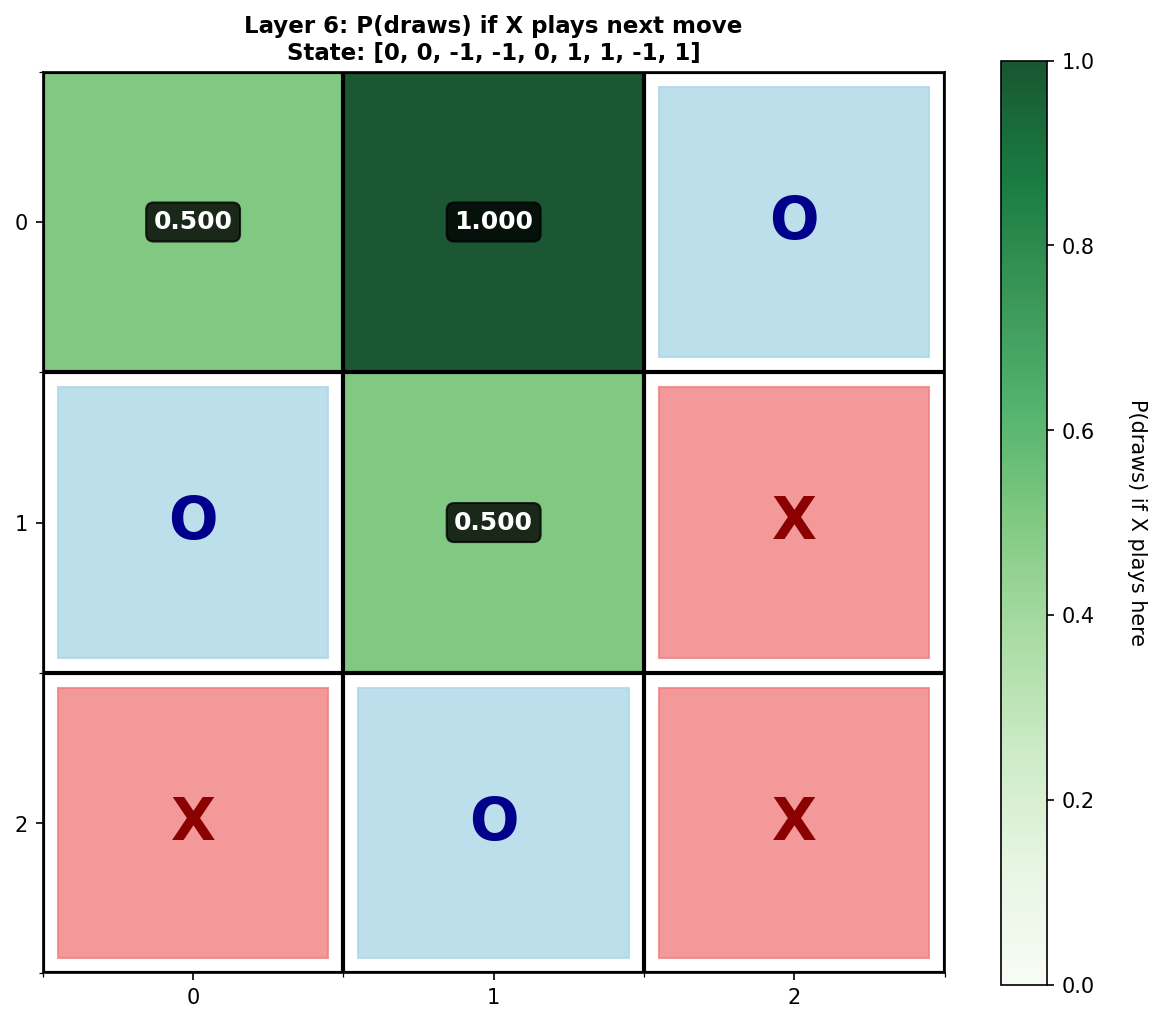 Layer 6: P(draws) if X plays next move
State: [0, 0, -1, -1, 0, 1, 1, -1, 1]
0.500
1.000
O
O
0.500
X
X
O
X
0
1
2
0
1
2
1.0
0.8
0.6
0.4
0.2
0.0
P(draws) if X plays here